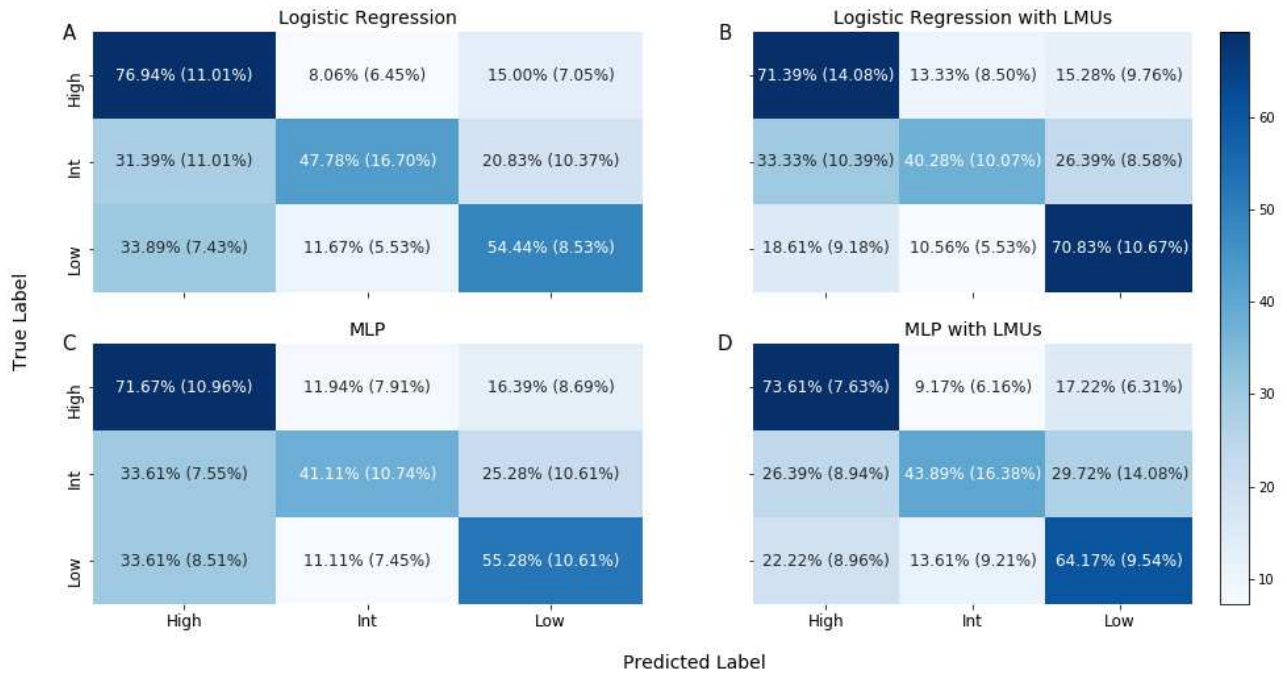 A
Logistic Regression
High
76.94% (11.01%) 8.06% (6.45%) 15.00% (7.05%)
Int
31.39% (11.01%) 47.78% (16.70%) 20.83% (10.37%)
Low
33.89% (7.43%) 11.67% (5.53%) 54.44% (8.53%)
B
Logistic Regression with LMUs
71.39% (14.08%) 13.33% (8.50%) 15.28% (9.76%)
33.33% (10.39%) 40.28% (10.07%) 26.39% (8.58%)
18.61% (9.18%) 10.56% (5.53%) 70.83% (10.67%)
C
MLP
High
71.67% (10.96%) 11.94% (7.91%) 16.39% (8.69%)
Int
33.61% (7.55%) 41.11% (10.74%) 25.28% (10.61%)
Low
33.61% (8.51%) 11.11% (7.45%) 55.28% (10.61%)
High Int Low
D
MLP with LMUs
73.61% (7.63%) 9.17% (6.16%) 17.22% (6.31%)
26.39% (8.94%) 43.89% (16.38%) 29.72% (14.08%)
22.22% (8.96%) 13.61% (9.21%) 64.17% (9.54%)
High Int Low
True Label
Predicted Label
60
50
40
30
20
10